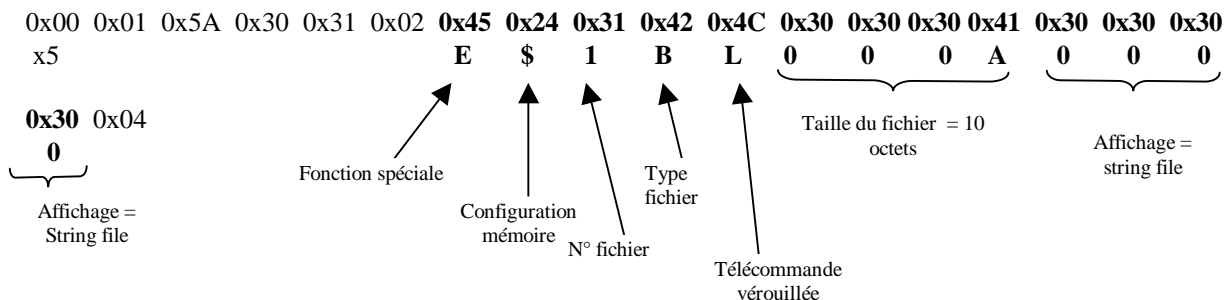 0x00 0x01 0x5A 0x30 0x31 0x02 0x45 0x24 0x31 0x42 0x4C 0x30 0x30 0x30 0x41 0x30 0x30 0x30
x5 E $ 1 B L 0 0 0 A 0 0 0
0x30 0x04
0
Taille du fichier = 10
octets
Affichage =
string file
Fonction spéciale
Type
fichier
Affichage =
String file
Configuration
mémoire
N° fichier
Télécommande
vérouillée